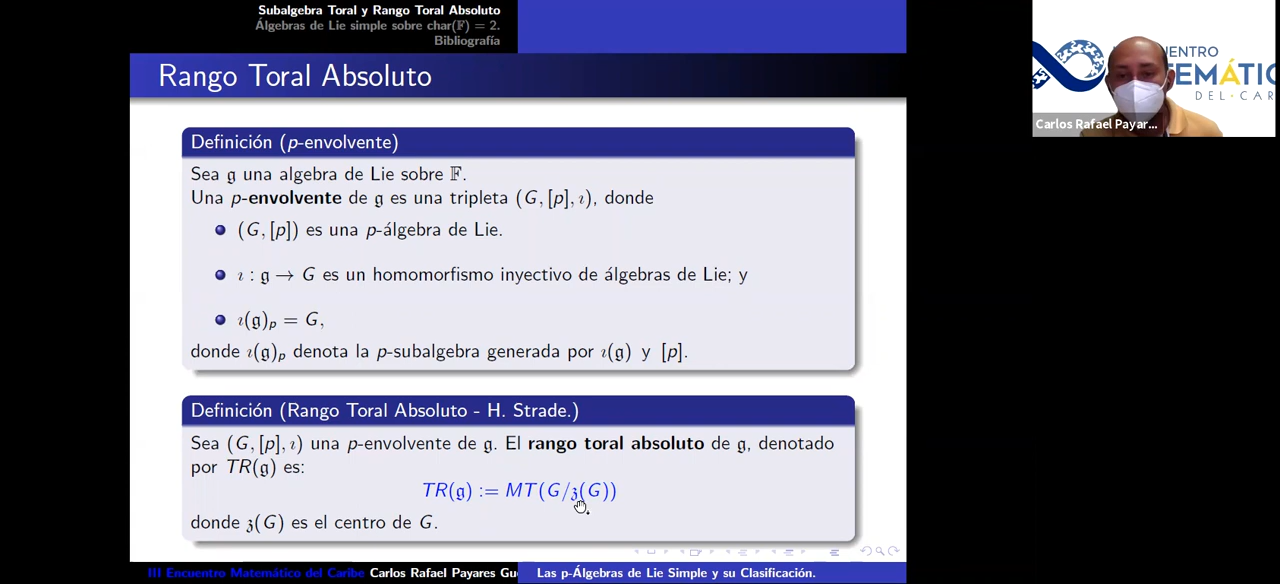 Subalgebra Toral y Rango Toral Absoluto
Álgebras de Lie simple sobre char(𝔽) = 2.
Bibliografía
Rango Toral Absoluto
Definición (p-envolvente)
Sea 𝔤 una algebra de Lie sobre 𝔽.
Una p-envolvente de 𝔤 es una tripleta (G, [p], ı), donde
(G, [p]) es una p-álgebra de Lie.
ı : 𝔤 → G es un homomorfismo inyectivo de álgebras de Lie; y
ı(𝔤)ₚ = G,
donde ı(𝔤)ₚ denota la p-subalgebra generada por ı(𝔤) y [p].
Definición (Rango Toral Absoluto - H. Strade.)
Sea (G, [p], ı) una p-envolvente de 𝔤. El rango toral absoluto de 𝔤, denotado
por TR(𝔤) es:
TR(𝔤) := MT(G/𝔷(G))
donde 𝔷(G) es el centro de G.
III Encuentro Matemático del Caribe Carlos Rafael Payares Gu
Las p-Álgebras de Lie Simple y su Clasificación.
ENTRO
EMÁTIC
DEL CAR
Carlos Rafael Payar...